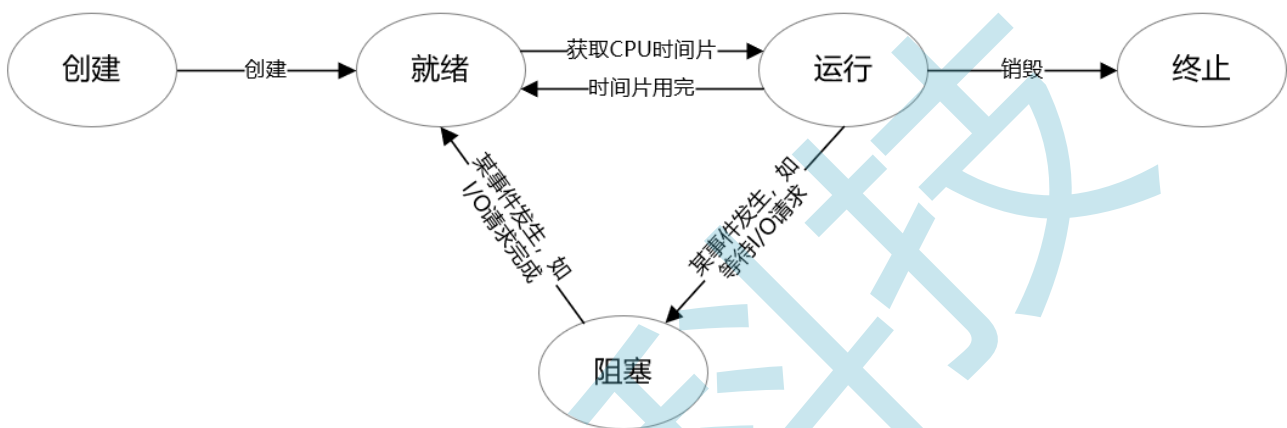 创建
创建
就绪
获取CPU时间片
时间片用完
运行
销毁
终止
某事件发生，如
I/O请求完成
某事件发生，如
等待I/O请求
阻塞
科技